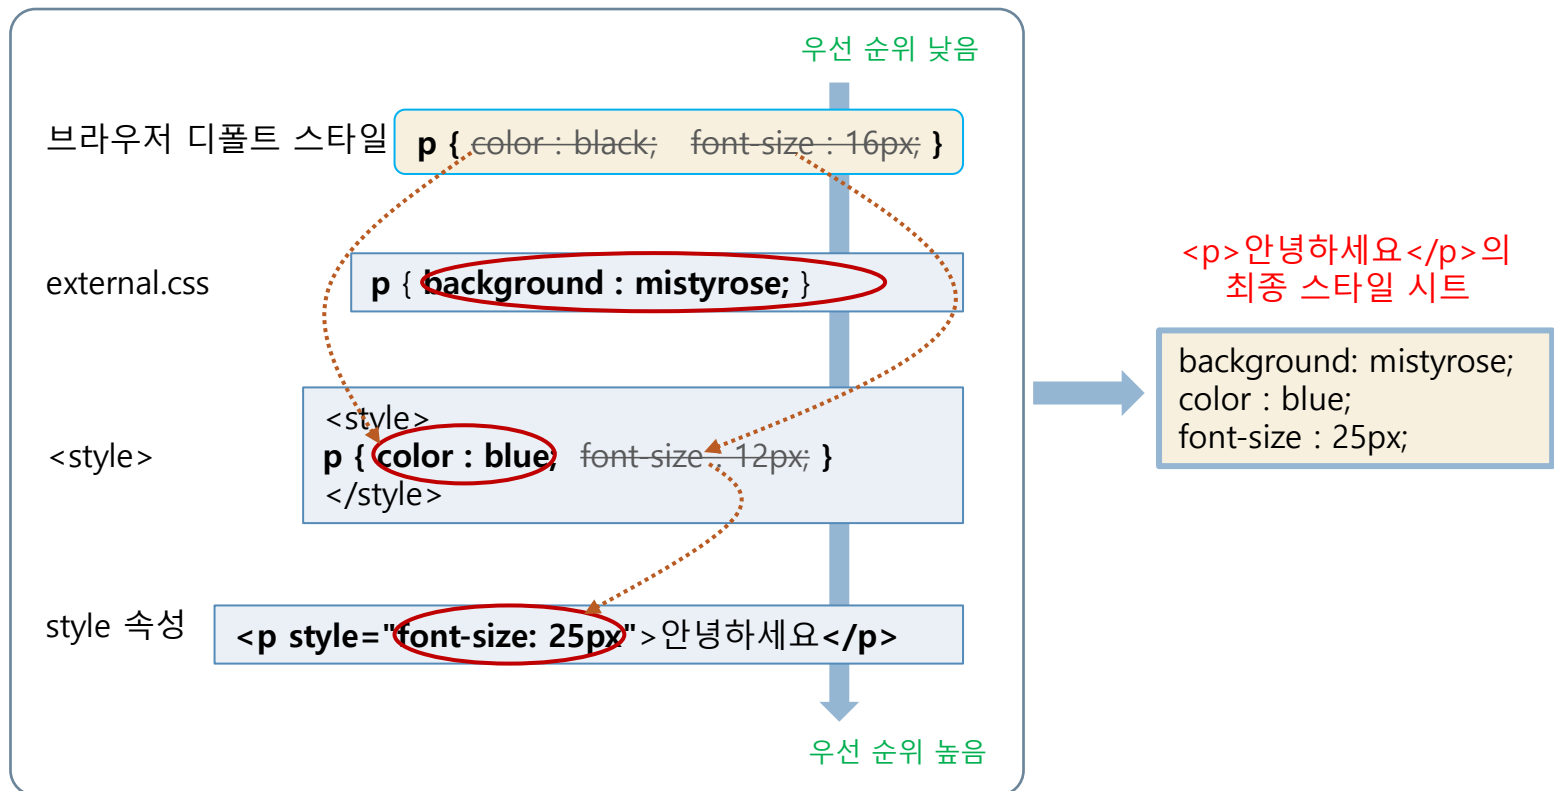 우선 순위 낮음
브라우저 디폴트 스타일
p { color : black; font-size : 16px; }
external.css
p { background : mistyrose; }
<style>
<style>
p { color : blue; font-size : 12px; }
</style>
style 속성
<p style="font-size: 25px">안녕하세요</p>
우선 순위 높음
<p>안녕하세요</p>의
최종 스타일 시트
background: mistyrose;
color : blue;
font-size : 25px;